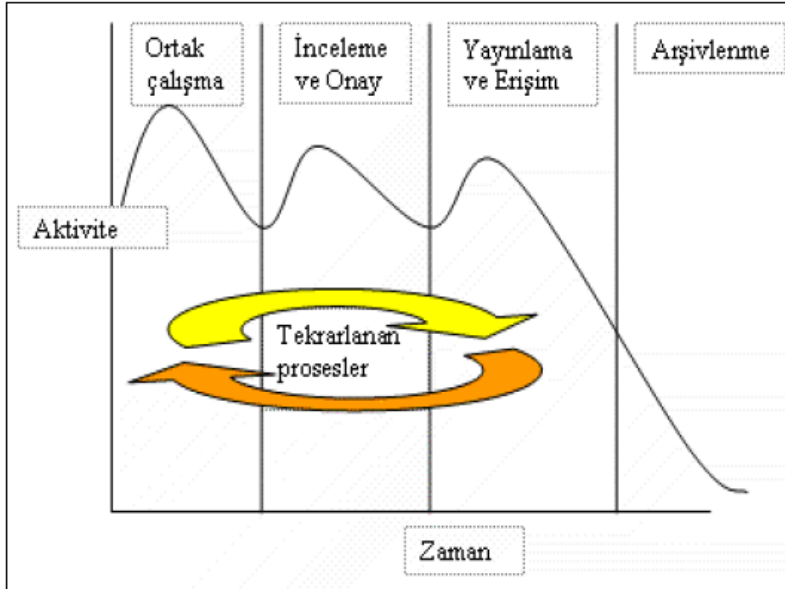 Ortak
çalışma
İnceleme
ve Onay
Yayınlama
ve Erişim
Arşivlenme
Aktivite
Tekrarlanan
prosesler
Zaman